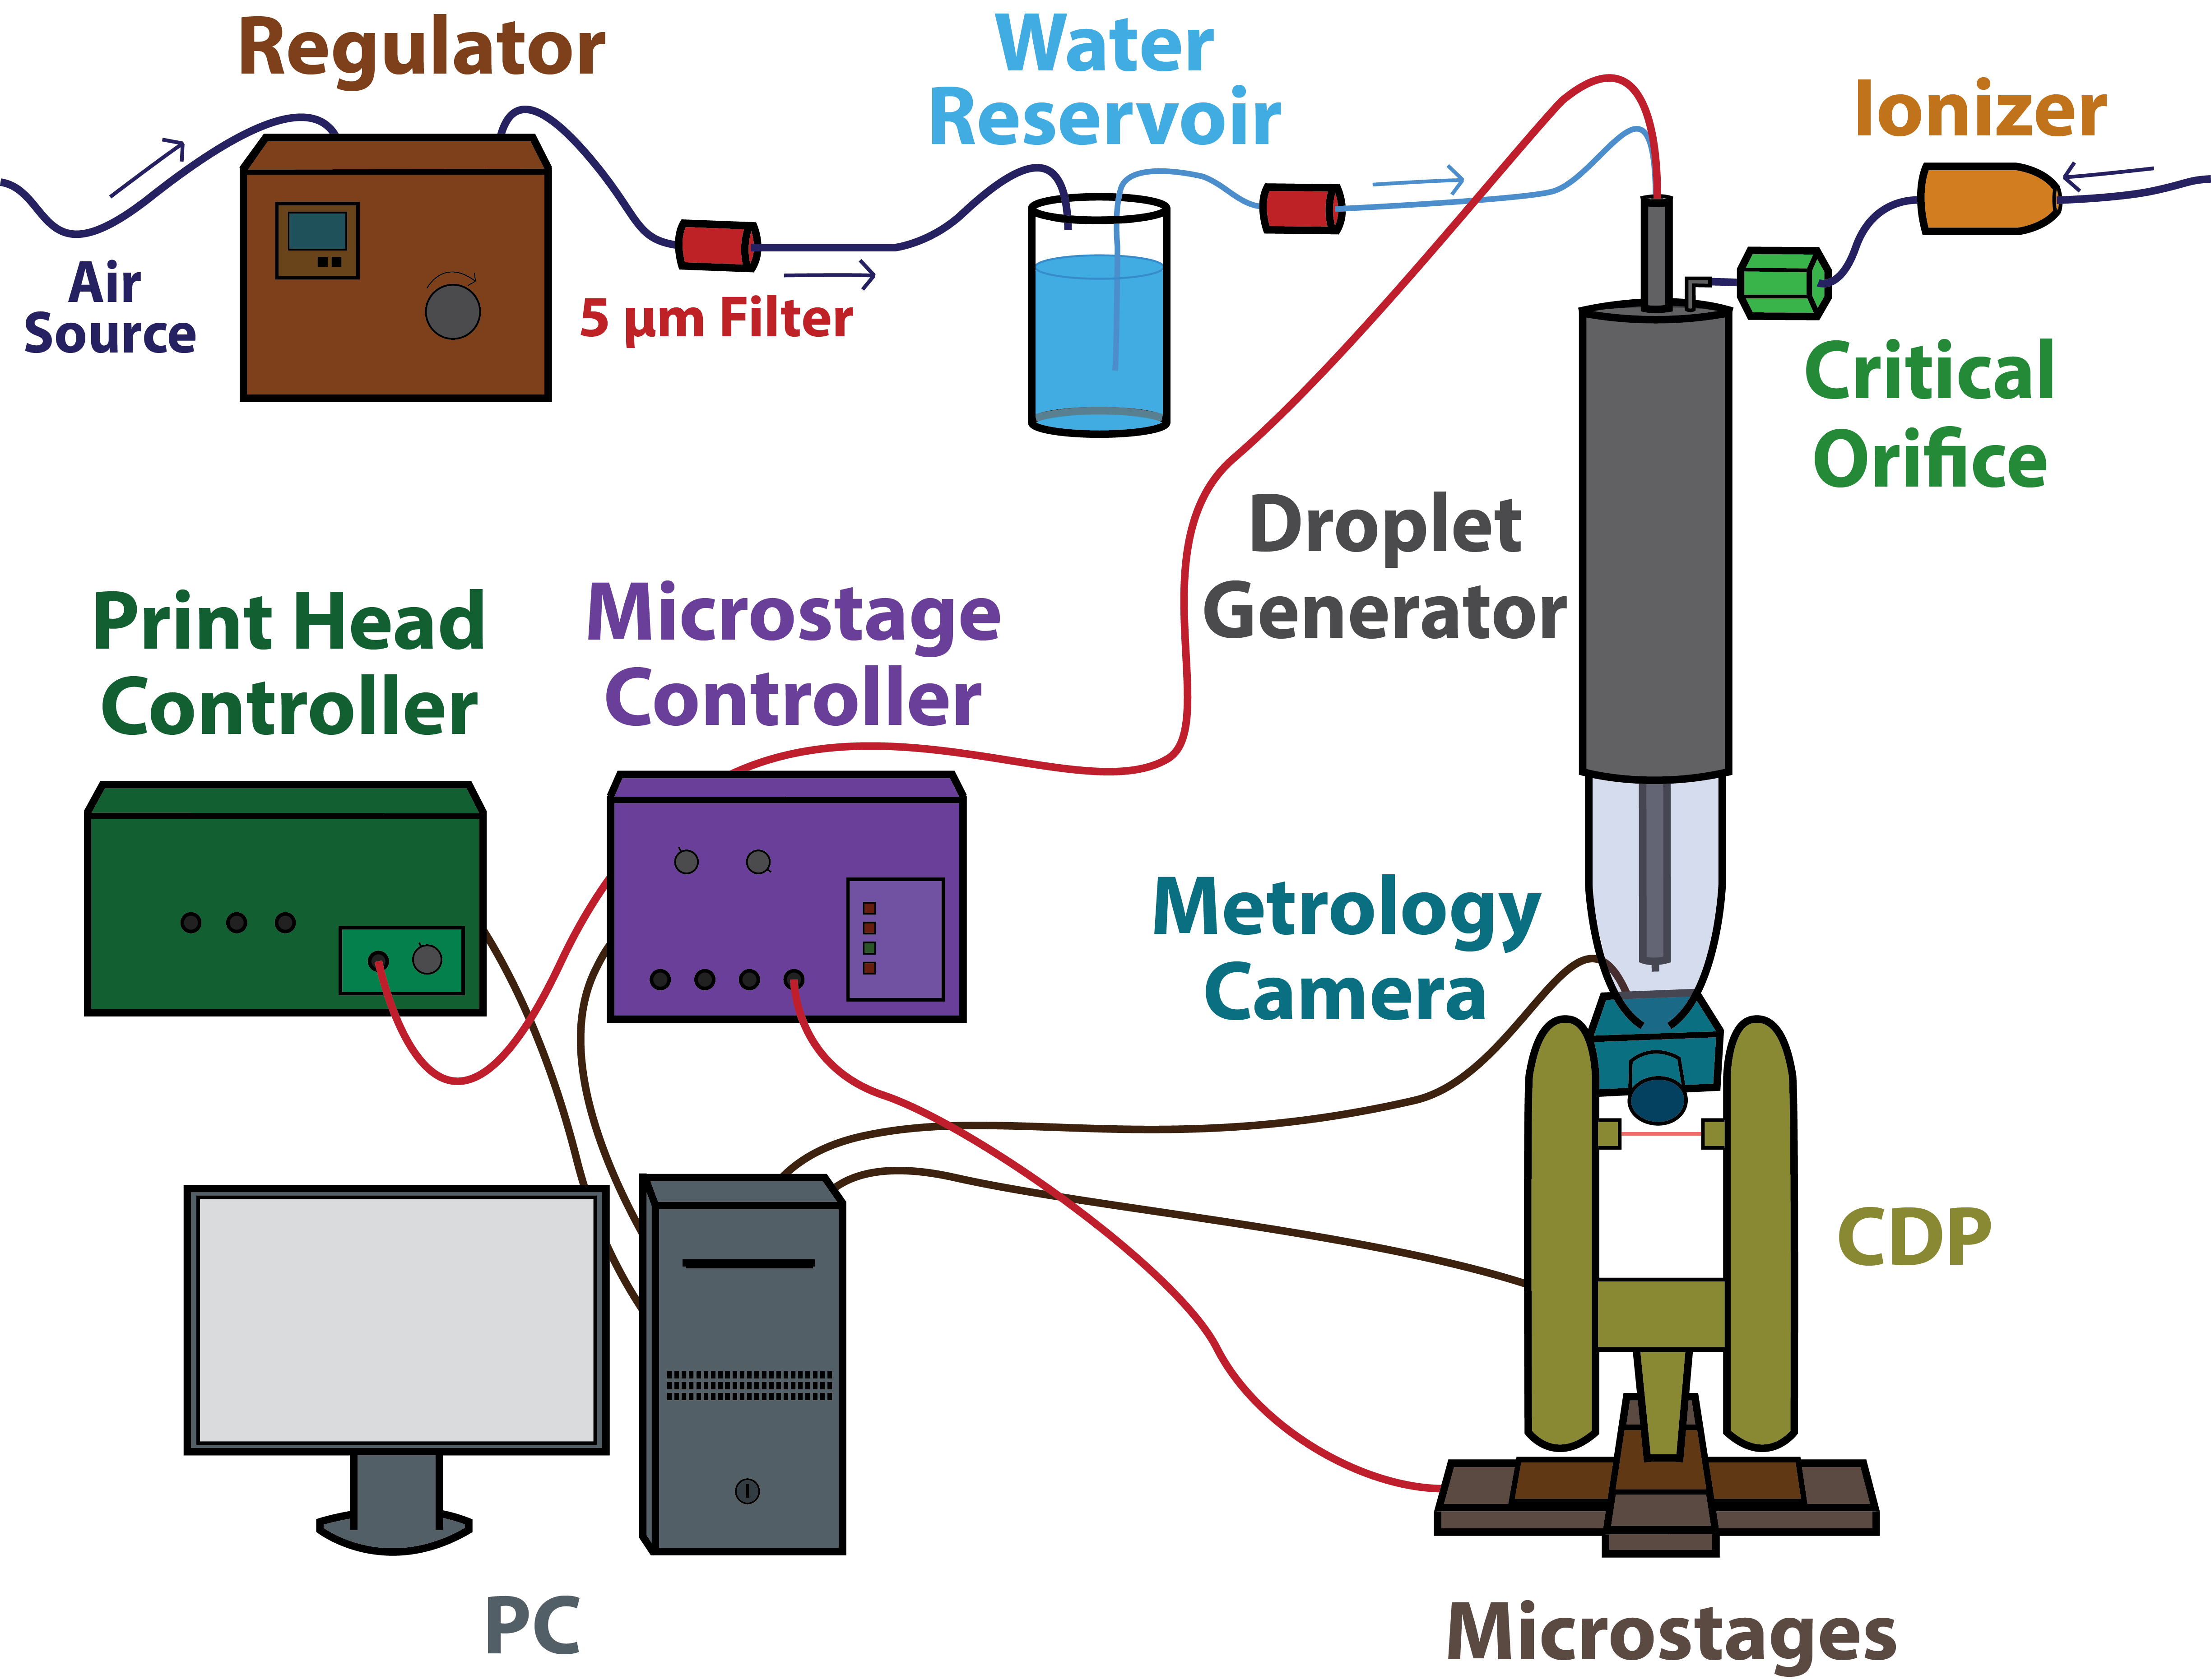 Regulator
Water
Reservoir
Ionizer
Air
Source
5 µm Filter
Critical
Orifice
Droplet
Generator
Print Head
Controller
Microstage
Controller
Metrology
Camera
CDP
PC
Microstages